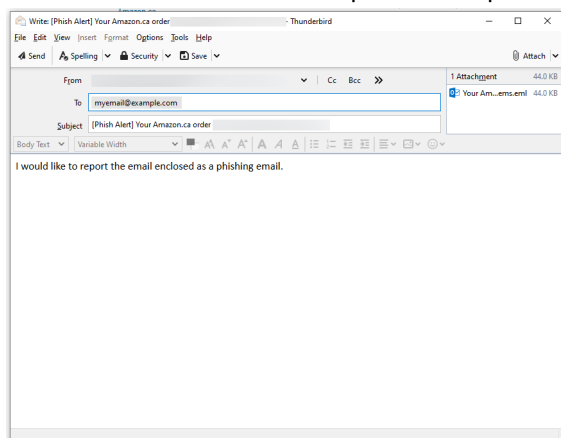 Write: [Phish Alert] Your Amazon.ca order - Thunderbird
File Edit View Insert Format Options Tools Help
Send Spelling Security Save Attach
From Cc Bcc 1 Attachment 44.0 KB
To myemail@example.com Your Am...ems.eml 44.0 KB
Subject [Phish Alert] Your Amazon.ca order
Body Text Variable Width
I would like to report the email enclosed as a phishing email.